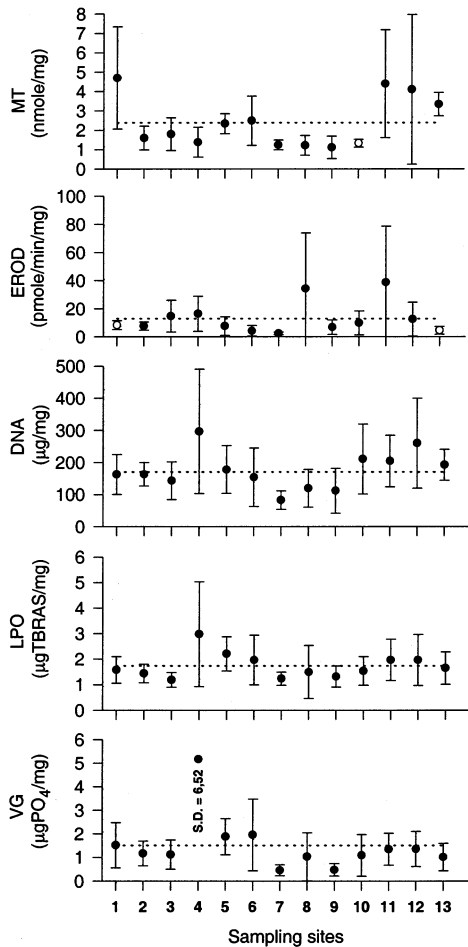 MT
(nmole/mg)
8
7
6
5
4
3
2
1
0
EROD
(pmole/min/mg)
100
80
60
40
20
0
DNA
(µg/mg)
500
400
300
200
100
0
LPO
(µgTBRAS/mg)
6
5
4
3
2
1
0
VG
(µgPO4/mg)
6
5
4
3
2
1
0
S.D. = 6,52
1 2 3 4 5 6 7 8 9 10 11 12 13
Sampling sites